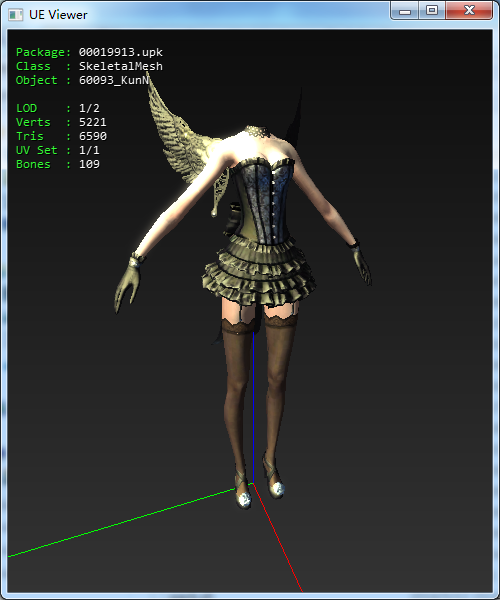 UE Viewer
Package: 00019913.upk
Class : SkeletalMesh
Object : 60093_KunN
LOD : 1/2
Verts : 5221
Tris : 6590
UV Set : 1/1
Bones : 109